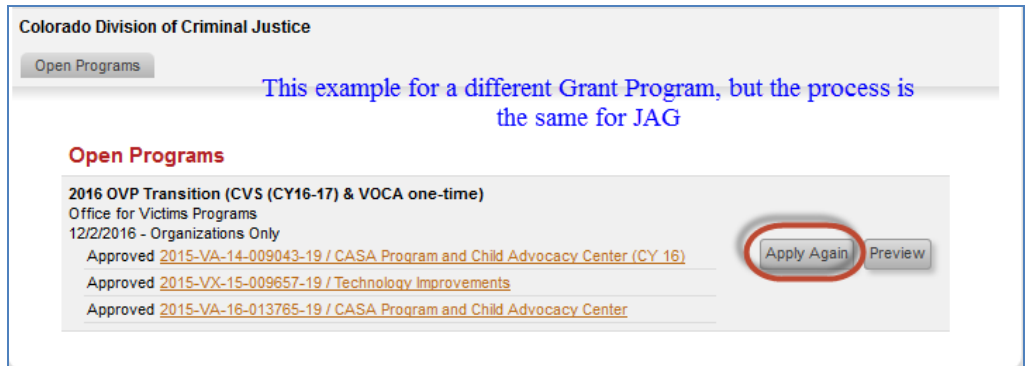 Colorado Division of Criminal Justice
Open Programs
This example for a different Grant Program, but the process is
the same for JAG
Open Programs
2016 OVP Transition (CVS (CY16-17) & VOCA one-time)
Office for Victims Programs
12/2/2016 - Organizations Only
Approved 2015-VA-14-009043-19 / CASA Program and Child Advocacy Center (CY 16)
Apply Again Preview
Approved 2015-VX-15-009657-19 / Technology Improvements
Approved 2015-VA-16-013765-19 / CASA Program and Child Advocacy Center